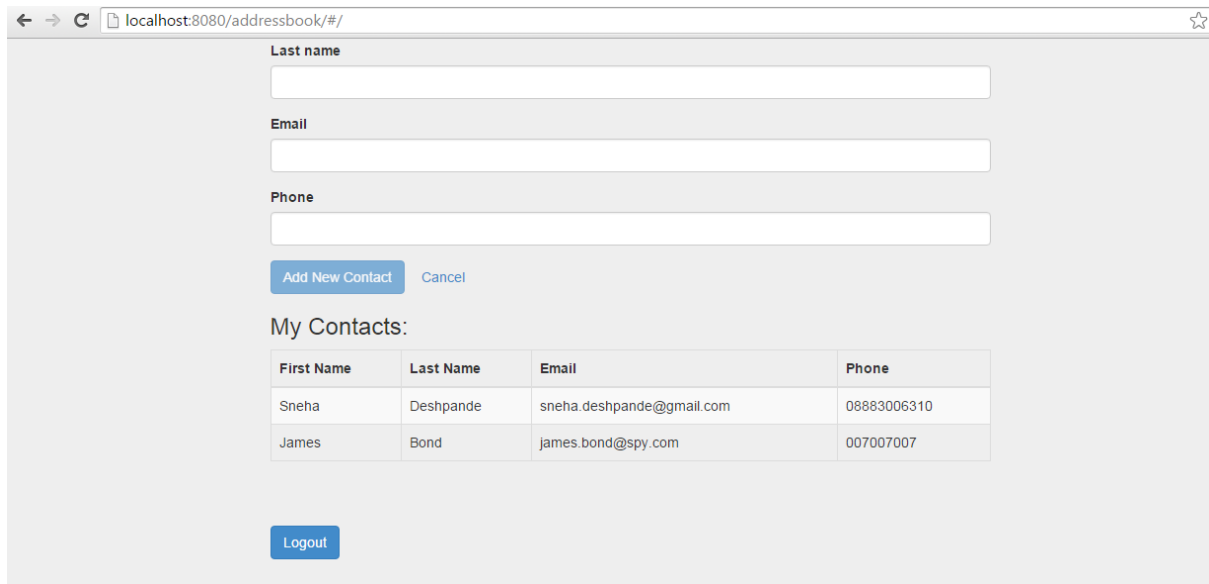 localhost:8080/addressbook/#/
Last name
Email
Phone
Add New Contact Cancel
My Contacts:
First Name Last Name Email Phone
Sneha Deshpande sneha.deshpande@gmail.com 08883006310
James Bond james.bond@spy.com 007007007
Logout